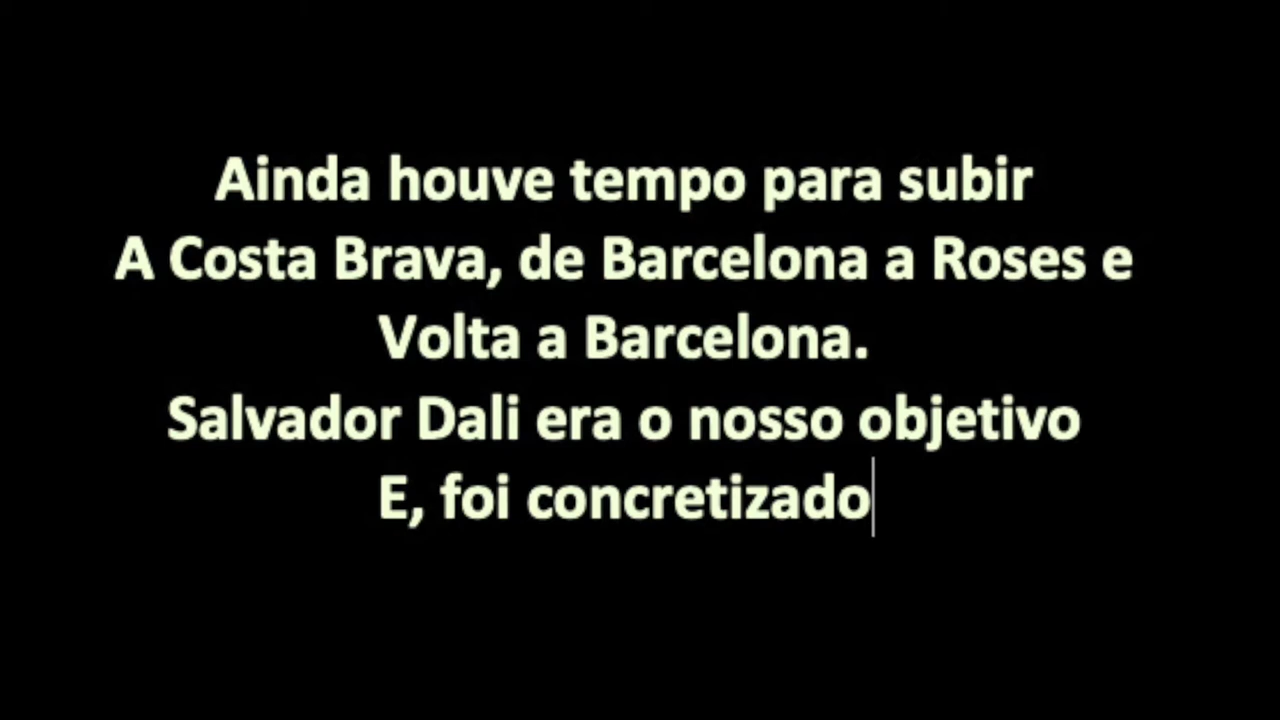 Ainda houve tempo para subir
A Costa Brava, de Barcelona a Roses e
Volta a Barcelona.
Salvador Dali era o nosso objetivo
E, foi concretizado